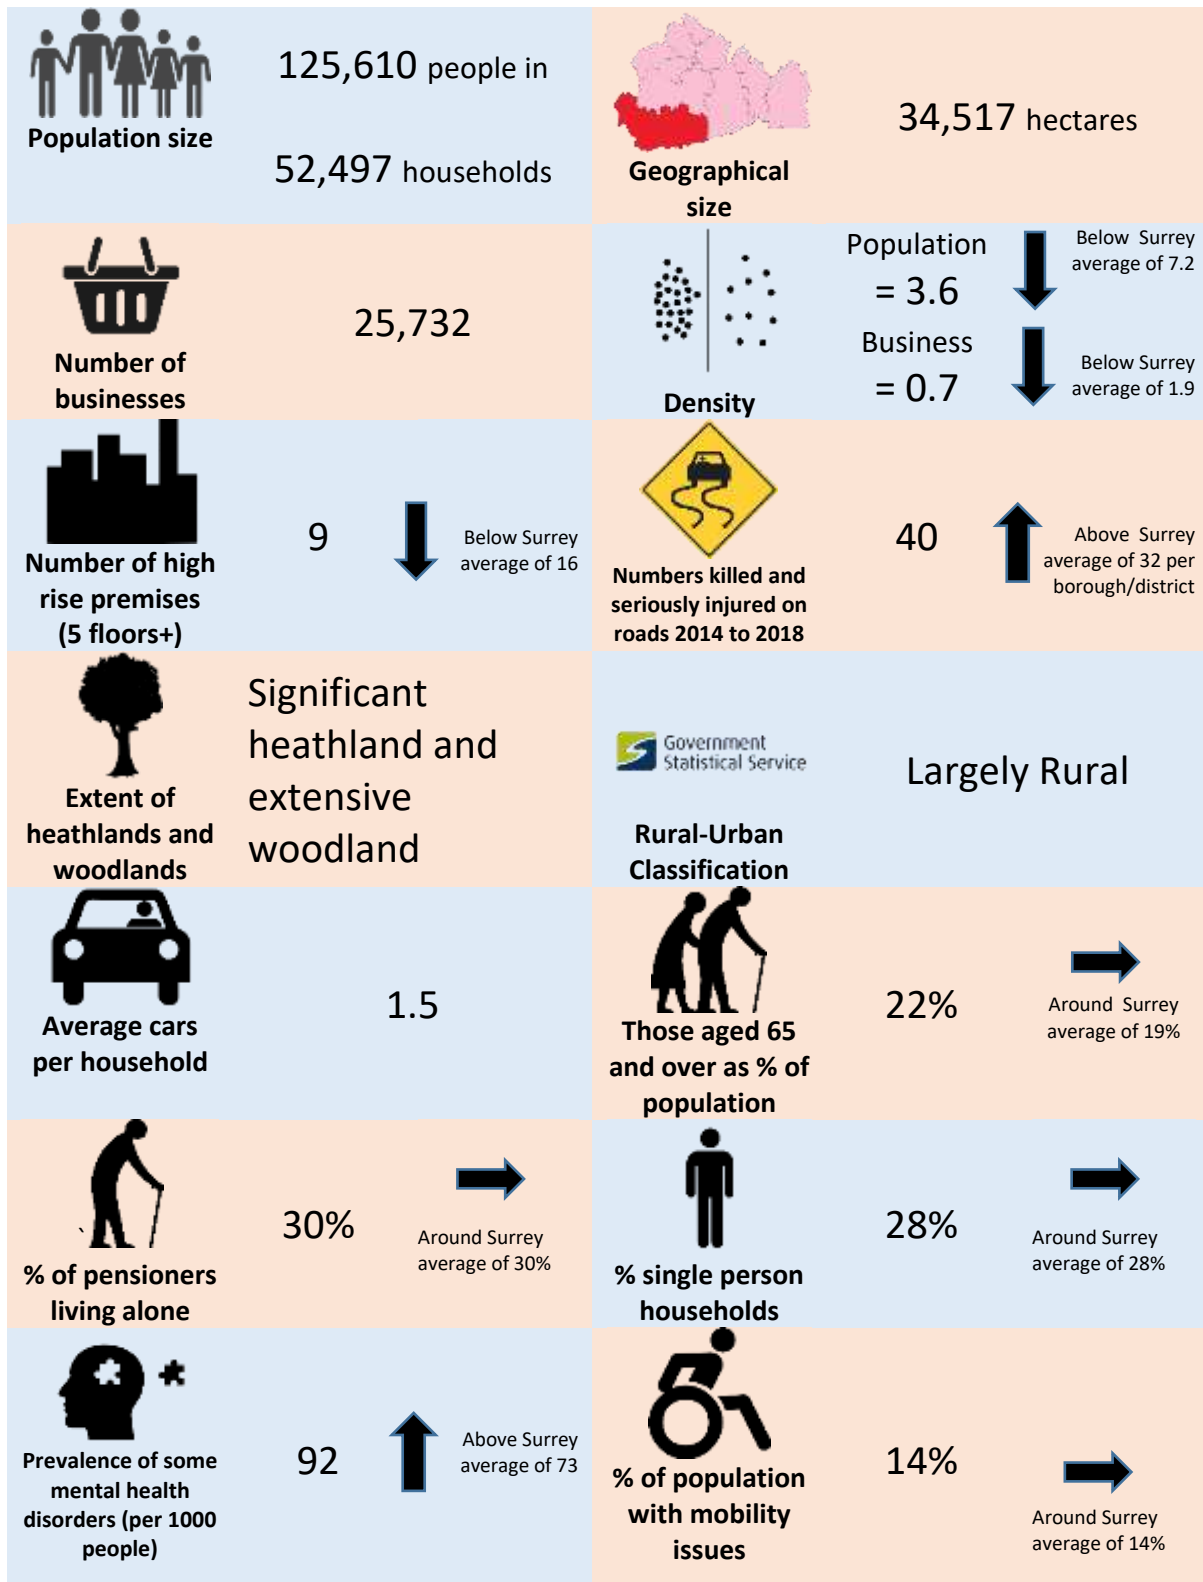 125,610 people in
52,497 households
Population size
34,517 hectares
Geographical
size
25,732
Number of
businesses
Population
= 3.6
Below Surrey
average of 7.2
Business
= 0.7
Below Surrey
average of 1.9
Density
9
Below Surrey
average of 16
Number of high
rise premises
(5 floors+)
40
Above Surrey
average of 32 per
borough/district
Numbers killed and
seriously injured on
roads 2014 to 2018
Significant
heathland and
extensive
woodland
Extent of
heathlands and
woodlands
Government
Statistical Service
Largely Rural
Rural-Urban
Classification
1.5
Average cars
per household
22%
Around Surrey
average of 19%
Those aged 65
and over as % of
population
`
30%
Around Surrey
average of 30%
% of pensioners
living alone
28%
Around Surrey
average of 28%
% single person
households
92
Above Surrey
average of 73
Prevalence of some
mental health
disorders (per 1000
people)
14%
Around Surrey
average of 14%
% of population
with mobility
issues